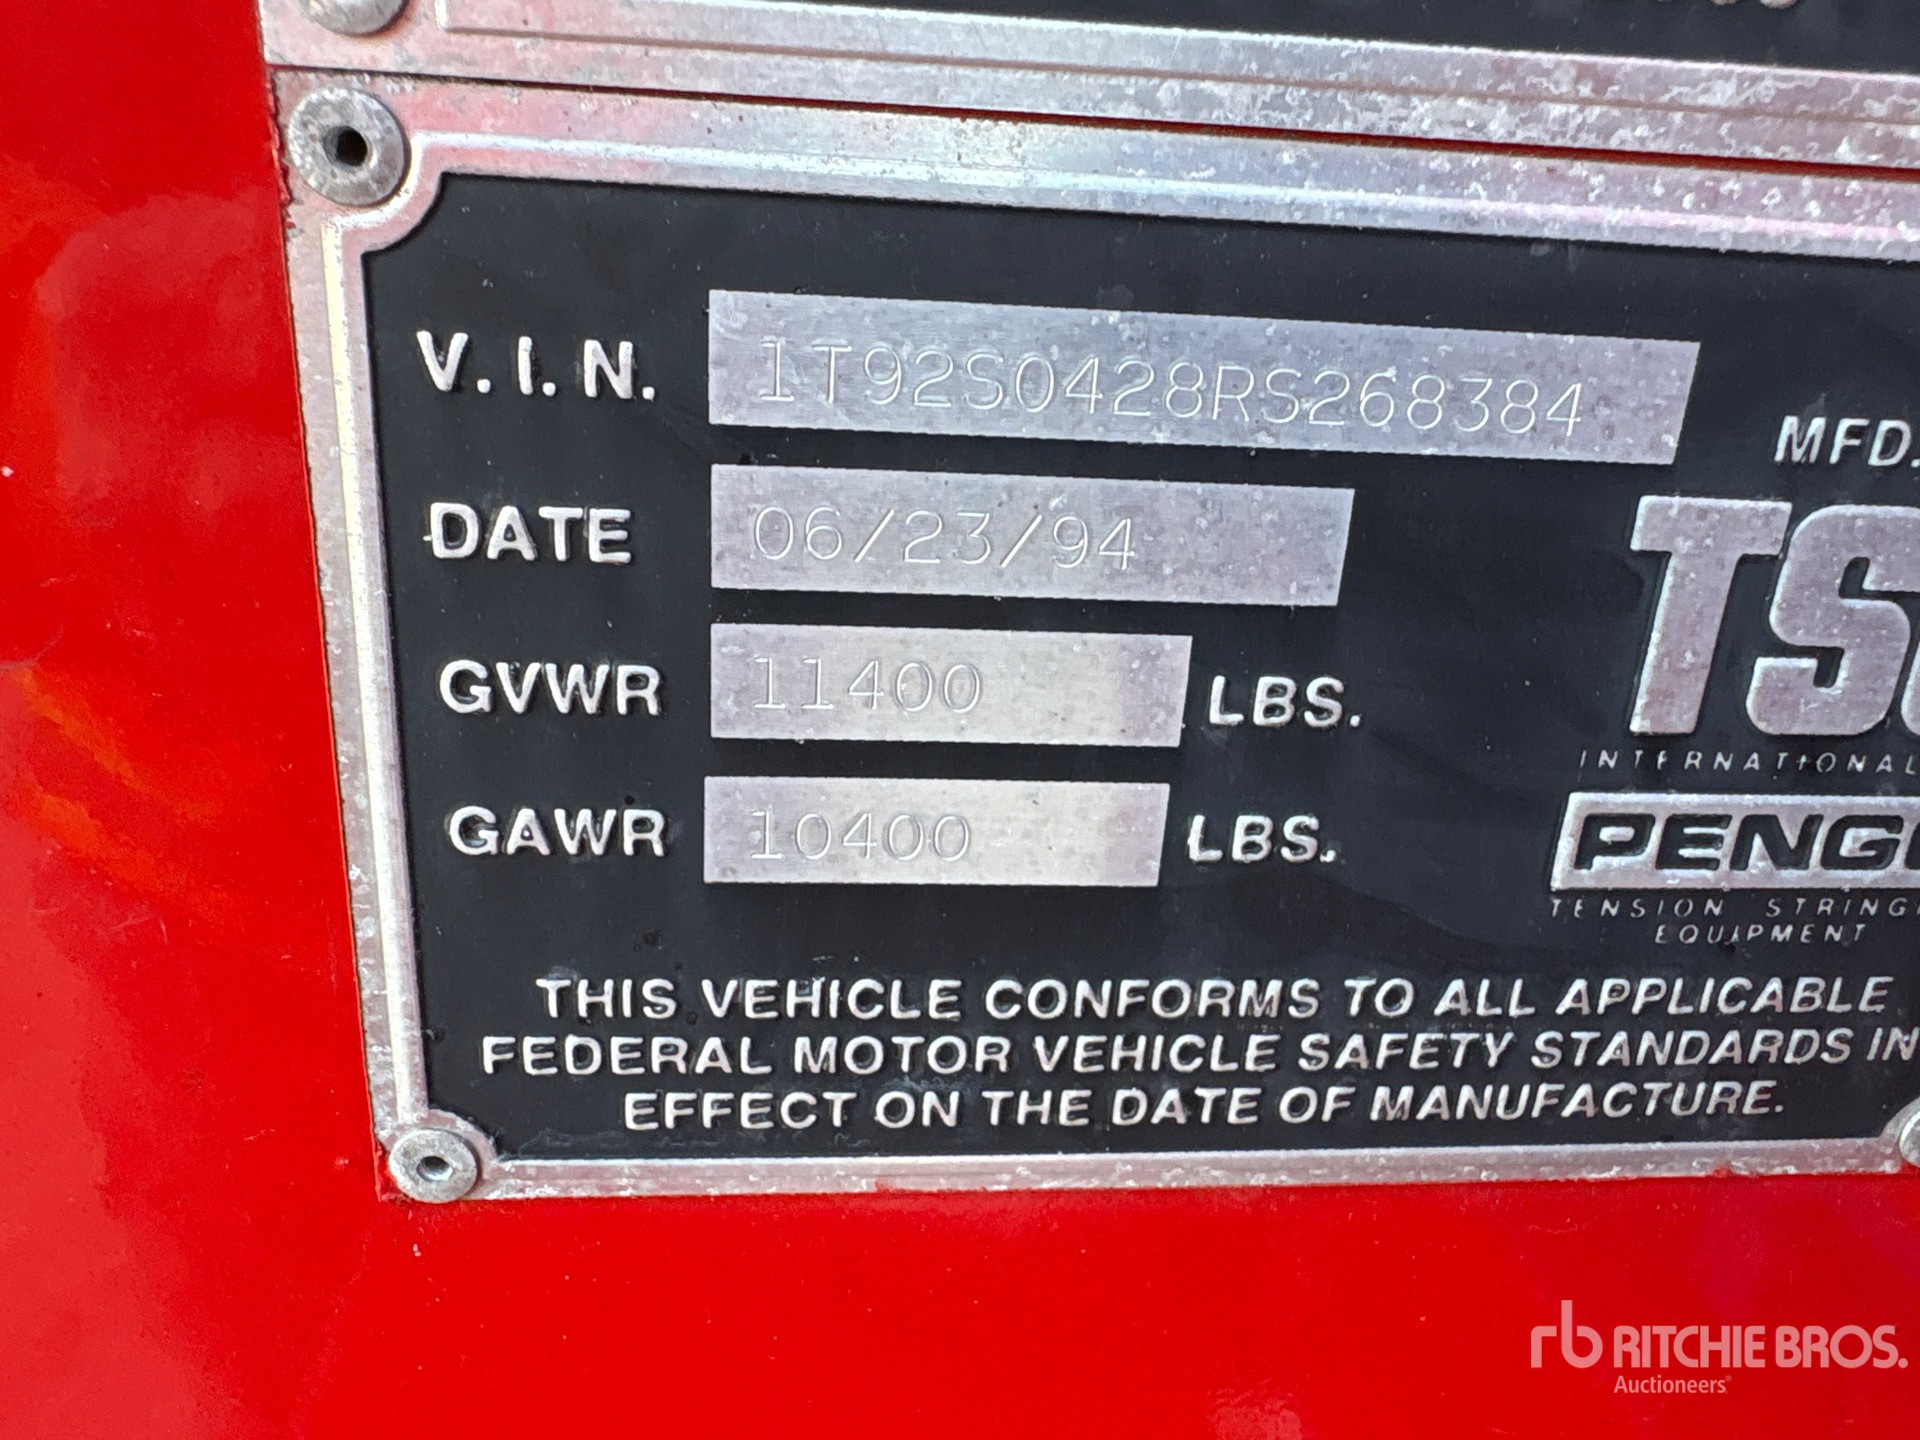 V.I.N. 1T92S0428RS268384
DATE 06/23/94
GVWR 11400 LBS.
GAWR 10400 LBS.
MFD.
INTERNATIONAL
TENSION
EQUIPMENT
THIS VEHICLE CONFORMS TO ALL APPLICABLE
FEDERAL MOTOR VEHICLE SAFETY STANDARDS IN
EFFECT ON THE DATE OF MANUFACTURE.
rb RITCHIE BROS.
Auctioneers